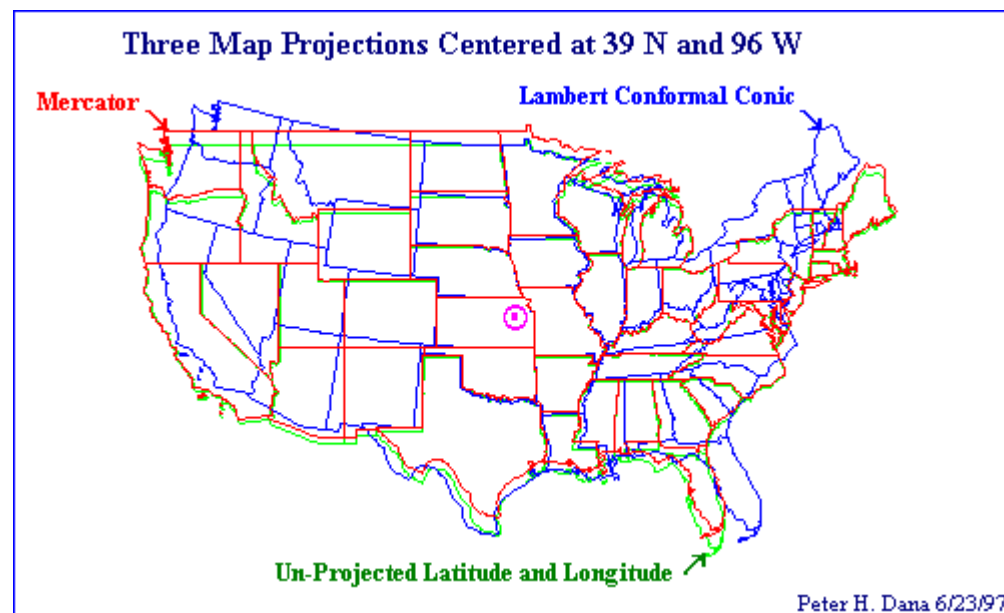 Three Map Projections Centered at 39 N and 96 W
Mercator
Lambert Conformal Conic
Un-Projected Latitude and Longitude
Peter H. Dana 6/23/97